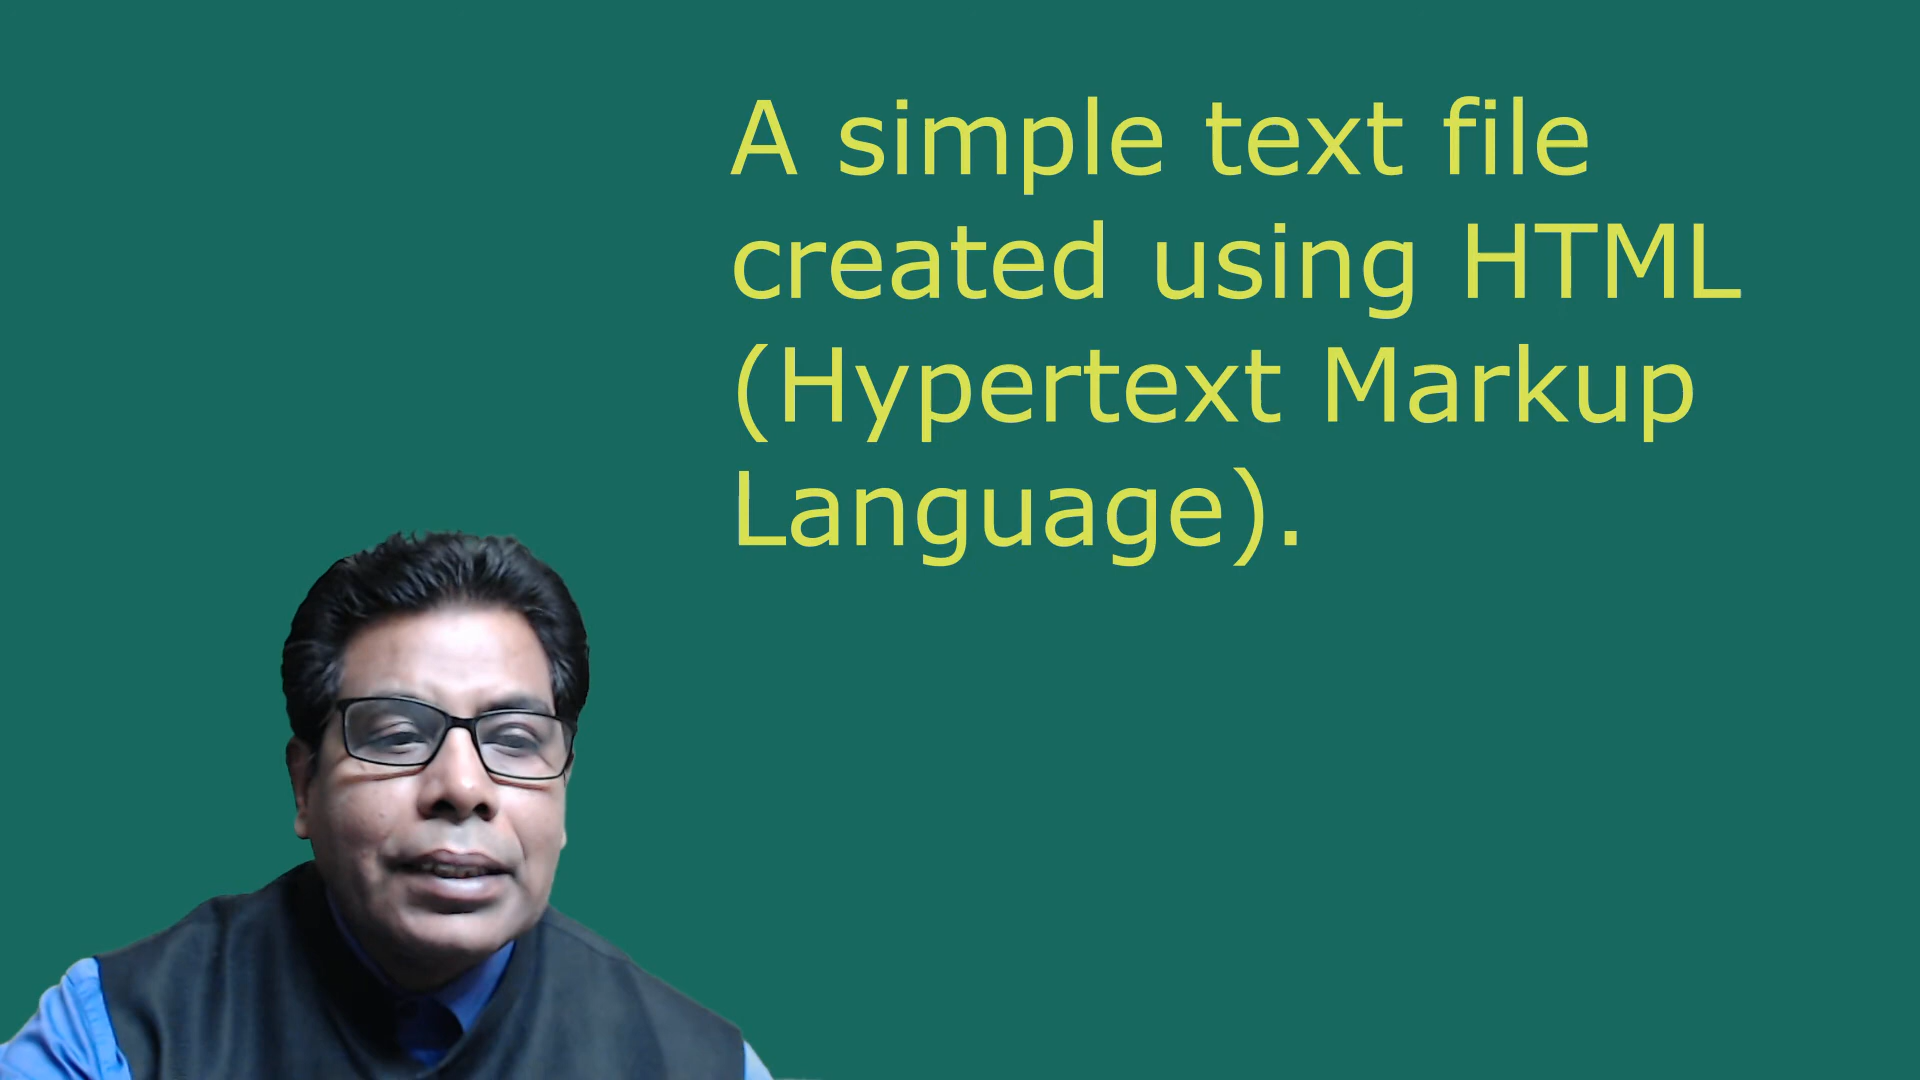 A simple text file
created using HTML
(Hypertext Markup
Language).